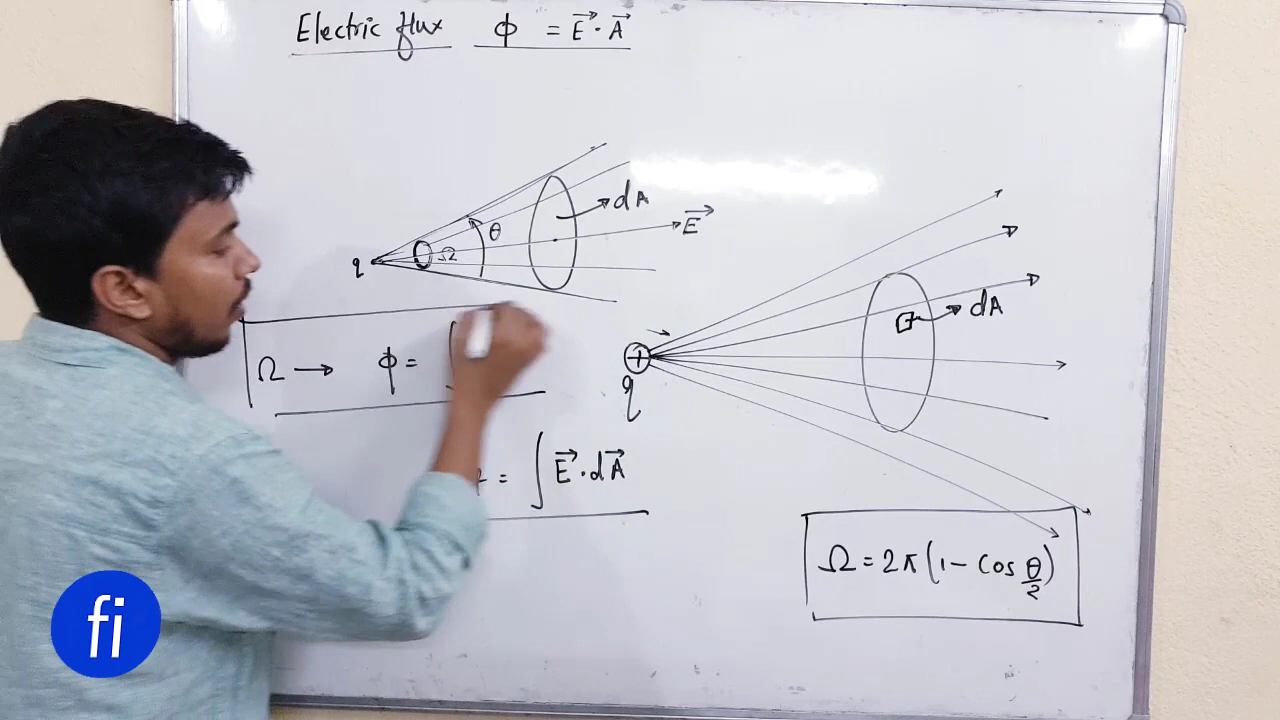 Electric flux ϕ = E⃗ · A⃗
dA
θ
E⃗
q Ω
dA
Ω → ϕ = ∫
+
q
= ∫ E⃗ · dA⃗
Ω = 2π(1 - Cos θ/2)
fi